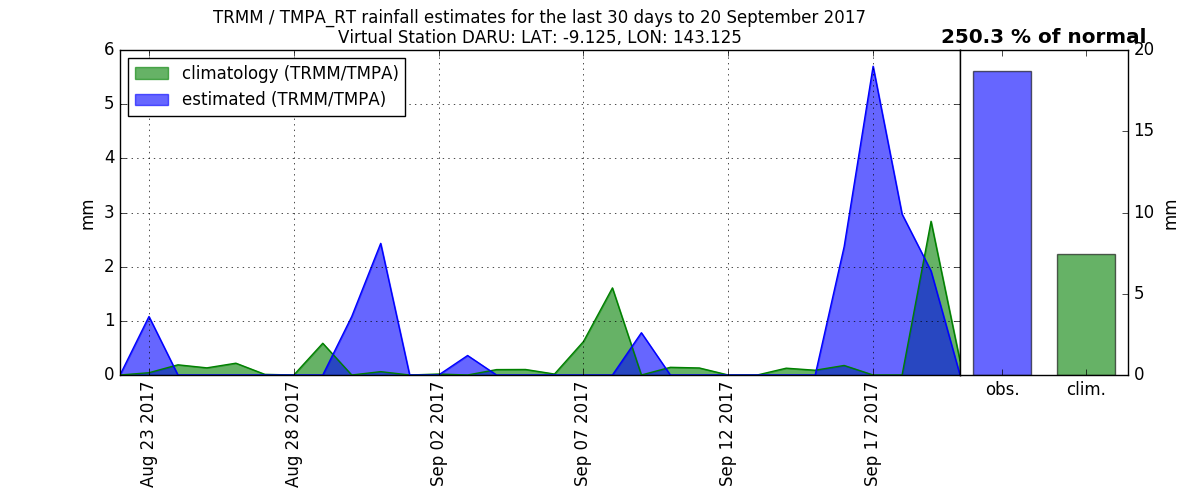 TRMM / TMPA_RT rainfall estimates for the last 30 days to 20 September 2017
Virtual Station DARU: LAT: -9.125, LON: 143.125
250.3 % of normal
climatology (TRMM/TMPA)
estimated (TRMM/TMPA)
6
5
4
3
2
1
0
mm
20
15
10
5
0
mm
Aug 23 2017
Aug 28 2017
Sep 02 2017
Sep 07 2017
Sep 12 2017
Sep 17 2017
obs.
clim.